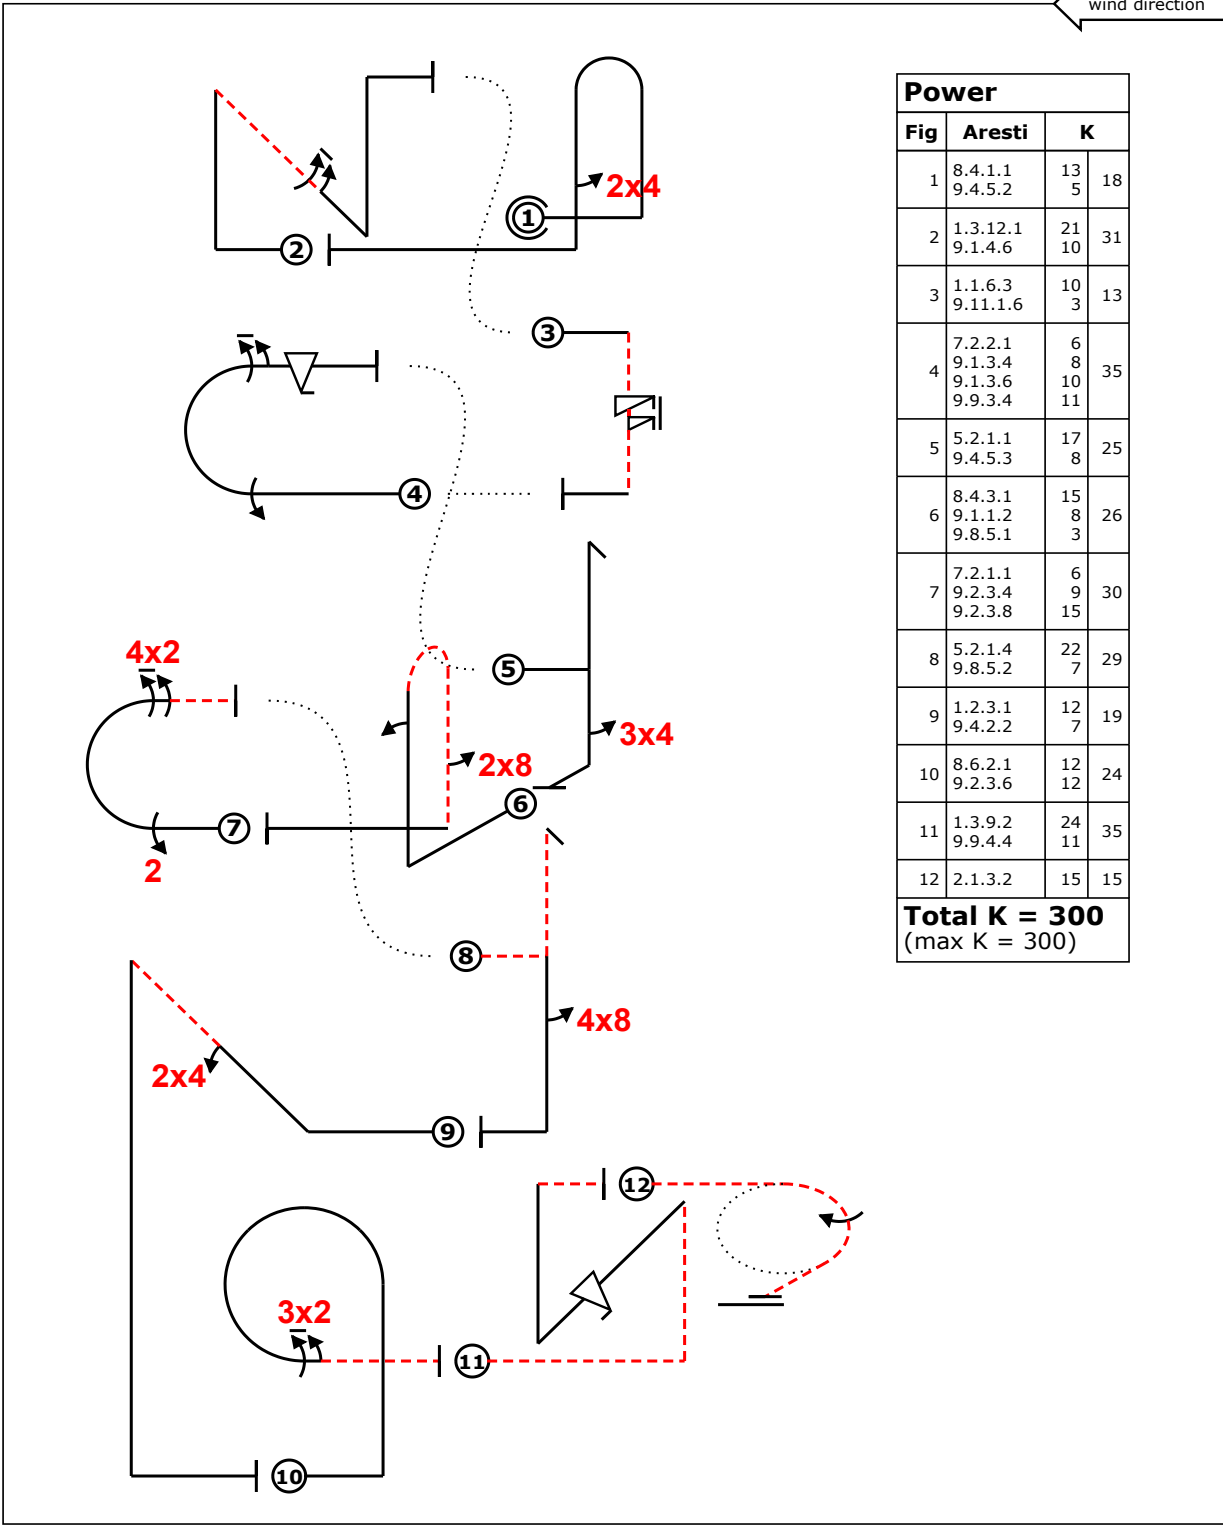 wind direction
2x4
1
2
3
4
5
3x4
2x8
6
4x2
7
2
8
4x8
2x4
9
12
3x2
11
10
Power
Fig Aresti K
1 8.4.1.1 13 18
9.4.5.2 5
2 1.3.12.1 21 31
9.1.4.6 10
3 1.1.6.3 10 13
9.11.1.6 3
4 7.2.2.1 6 35
9.1.3.4 8
9.1.3.6 10
9.9.3.4 11
5 5.2.1.1 17 25
9.4.5.3 8
6 8.4.3.1 15 26
9.1.1.2 8
9.8.5.1 3
7 7.2.1.1 6 30
9.2.3.4 9
9.2.3.8 15
8 5.2.1.4 22 29
9.8.5.2 7
9 1.2.3.1 12 19
9.4.2.2 7
10 8.6.2.1 12 24
9.2.3.6 12
11 1.3.9.2 24 35
9.9.4.4 11
12 2.1.3.2 15 15
Total K = 300
(max K = 300)